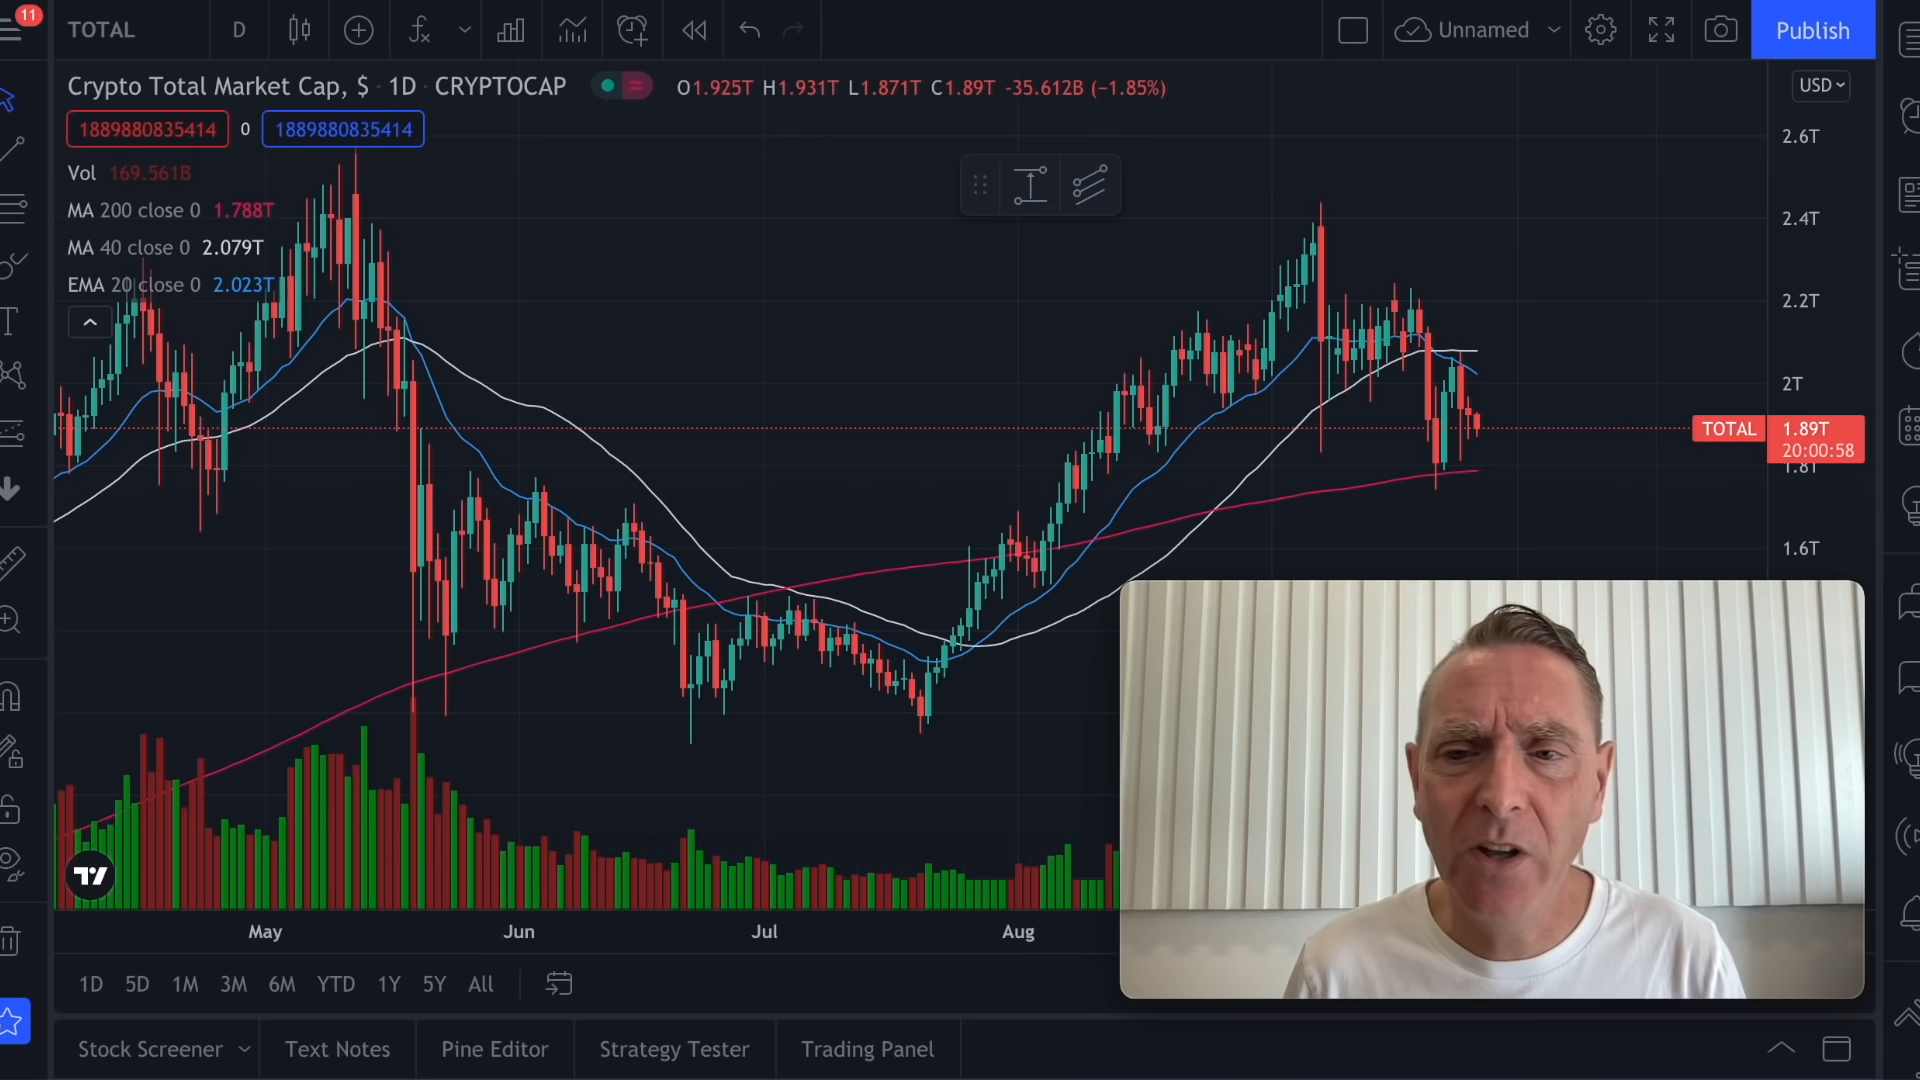 11
TOTAL
D
Unnamed
Publish
Crypto Total Market Cap, $ · 1D · CRYPTOCAP
O1.925T H1.931T L1.871T C1.89T -35.612B (−1.85%)
USD
1889880835414 0 1889880835414
Vol 169.561B
MA 200 close 0 1.788T
MA 40 close 0 2.079T
EMA 20 close 0 2.023T
2.6T
2.4T
2.2T
2T
TOTAL 1.89T
20:00:58
1.8T
1.6T
May Jun Jul Aug
1D 5D 1M 3M 6M YTD 1Y 5Y All
Stock Screener Text Notes Pine Editor Strategy Tester Trading Panel